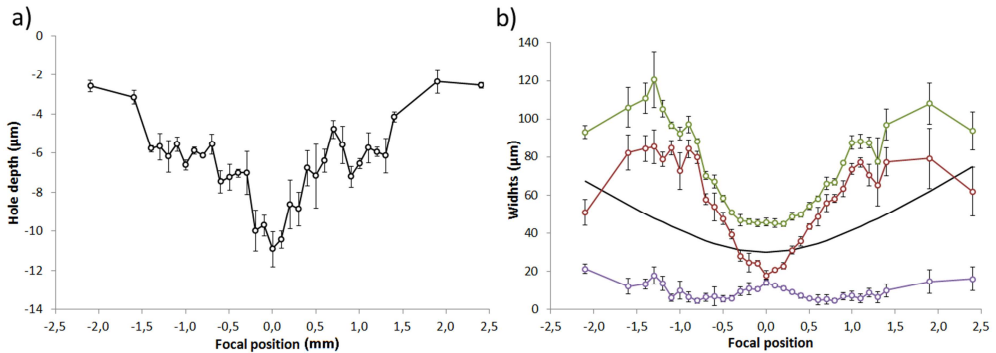 a)
0
-2
-4
-6
-8
-10
-12
-14
Hole depth (µm)
-2,5 -2,0 -1,5 -1,0 -0,5 0,0 0,5 1,0 1,5 2,0 2,5
Focal position (mm)
b)
140
120
100
80
60
40
20
0
Widhts (µm)
-2,5 -2,0 -1,5 -1,0 -0,5 0,0 0,5 1,0 1,5 2,0 2,5
Focal position